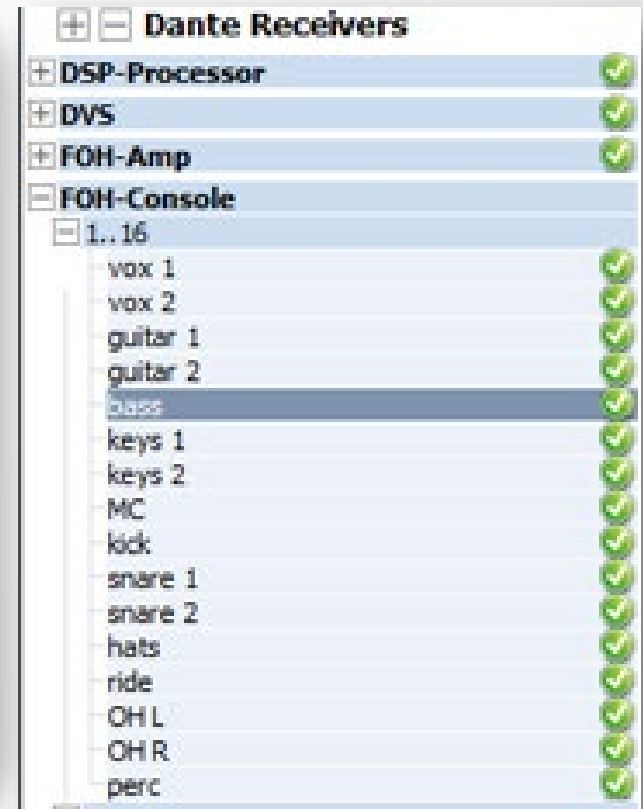 Dante Receivers
DSP-Processor
DVS
FOH-Amp
FOH-Console
1..16
vox 1
vox 2
guitar 1
guitar 2
bass
keys 1
keys 2
MC
kick
snare 1
snare 2
hats
ride
OH L
OH R
perc